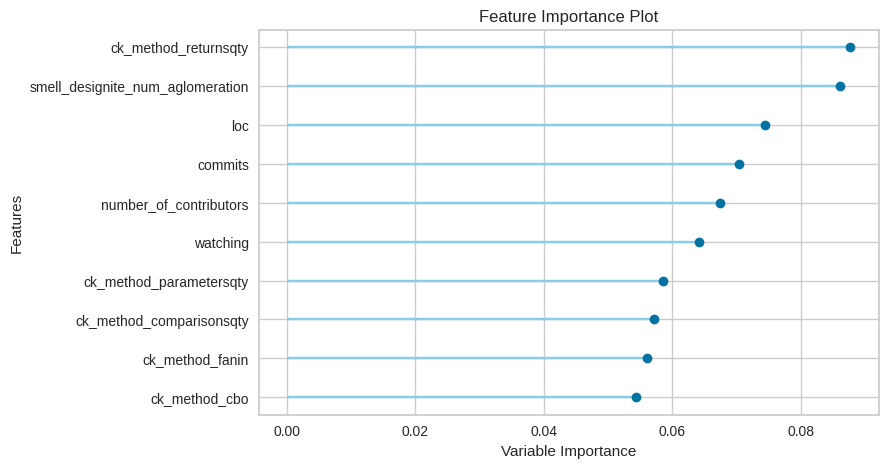 Feature Importance Plot
ck_method_returnsqty
smell_designite_num_aglomeration
loc
commits
number_of_contributors
watching
ck_method_parametersqty
ck_method_comparisonsqty
ck_method_fanin
ck_method_cbo
Features
0.00 0.02 0.04 0.06 0.08
Variable Importance